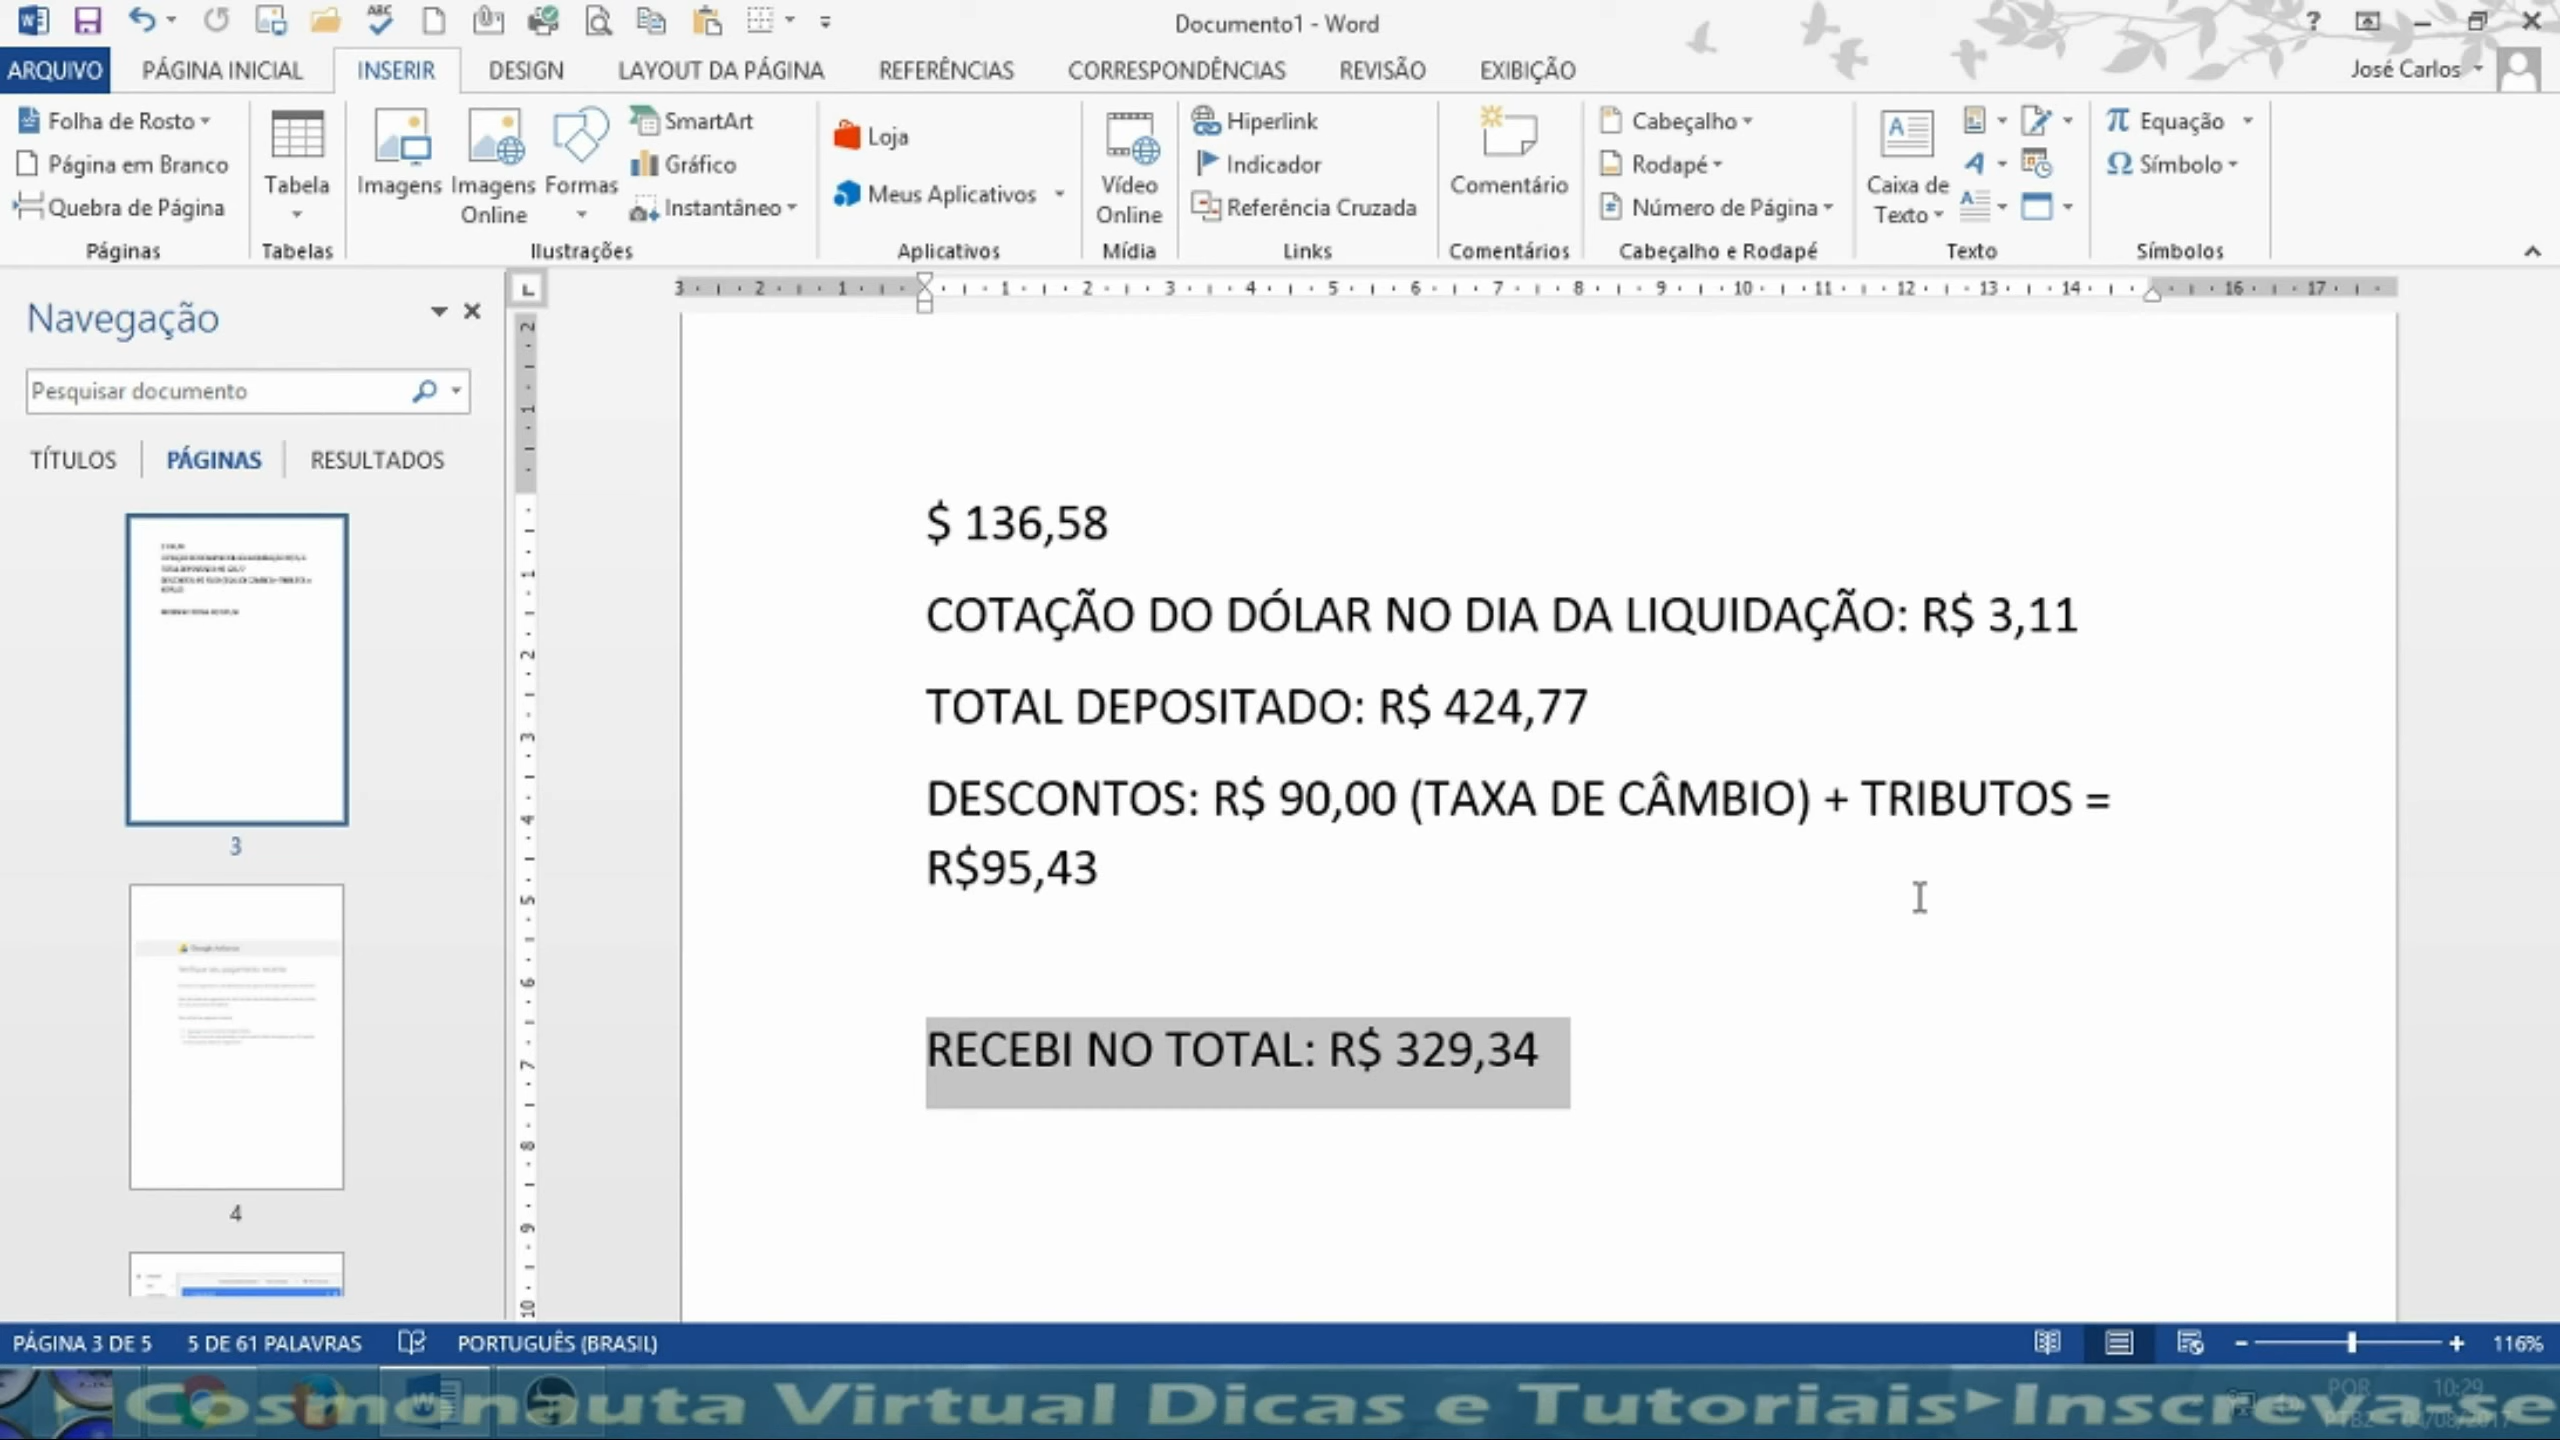 Documento1 - Word
ARQUIVO PÁGINA INICIAL INSERIR DESIGN LAYOUT DA PÁGINA REFERÊNCIAS CORRESPONDÊNCIAS REVISÃO EXIBIÇÃO José Carlos
Folha de Rosto
Página em Branco
Quebra de Página
Páginas
Tabela
Tabelas
Imagens
Imagens Online
Formas
SmartArt
Gráfico
Instantâneo
Ilustrações
Loja
Meus Aplicativos
Aplicativos
Vídeo Online
Mídia
Hiperlink
Indicador
Referência Cruzada
Links
Comentário
Comentários
Cabeçalho
Rodapé
Número de Página
Cabeçalho e Rodapé
Caixa de Texto
Texto
Equação
Símbolo
Símbolos
Navegação
Pesquisar documento
TÍTULOS PÁGINAS RESULTADOS
3
4
$ 136,58
COTAÇÃO DO DÓLAR NO DIA DA LIQUIDAÇÃO: R$ 3,11
TOTAL DEPOSITADO: R$ 424,77
DESCONTOS: R$ 90,00 (TAXA DE CÂMBIO) + TRIBUTOS =
R$95,43
RECEBI NO TOTAL: R$ 329,34
PÁGINA 3 DE 5 5 DE 61 PALAVRAS PORTUGUÊS (BRASIL) 116%
Cosmonauta Virtual Dicas e Tutoriais►Inscreva-se
POR 10:29